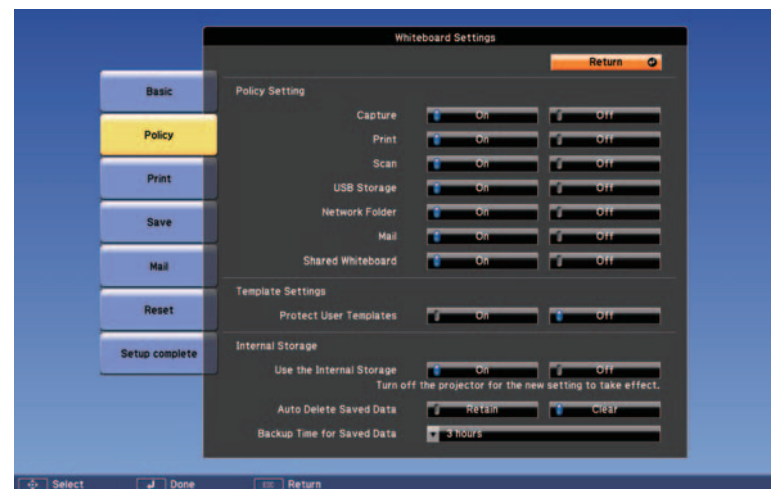 Whiteboard Settings
Return
Basic
Policy
Print
Save
Mail
Reset
Setup complete
Policy Setting
Capture On Off
Print On Off
Scan On Off
USB Storage On Off
Network Folder On Off
Mail On Off
Shared Whiteboard On Off
Template Settings
Protect User Templates On Off
Internal Storage
Use the Internal Storage On Off
Turn off the projector for the new setting to take effect.
Auto Delete Saved Data Retain Clear
Backup Time for Saved Data 3 hours
Select Done Return